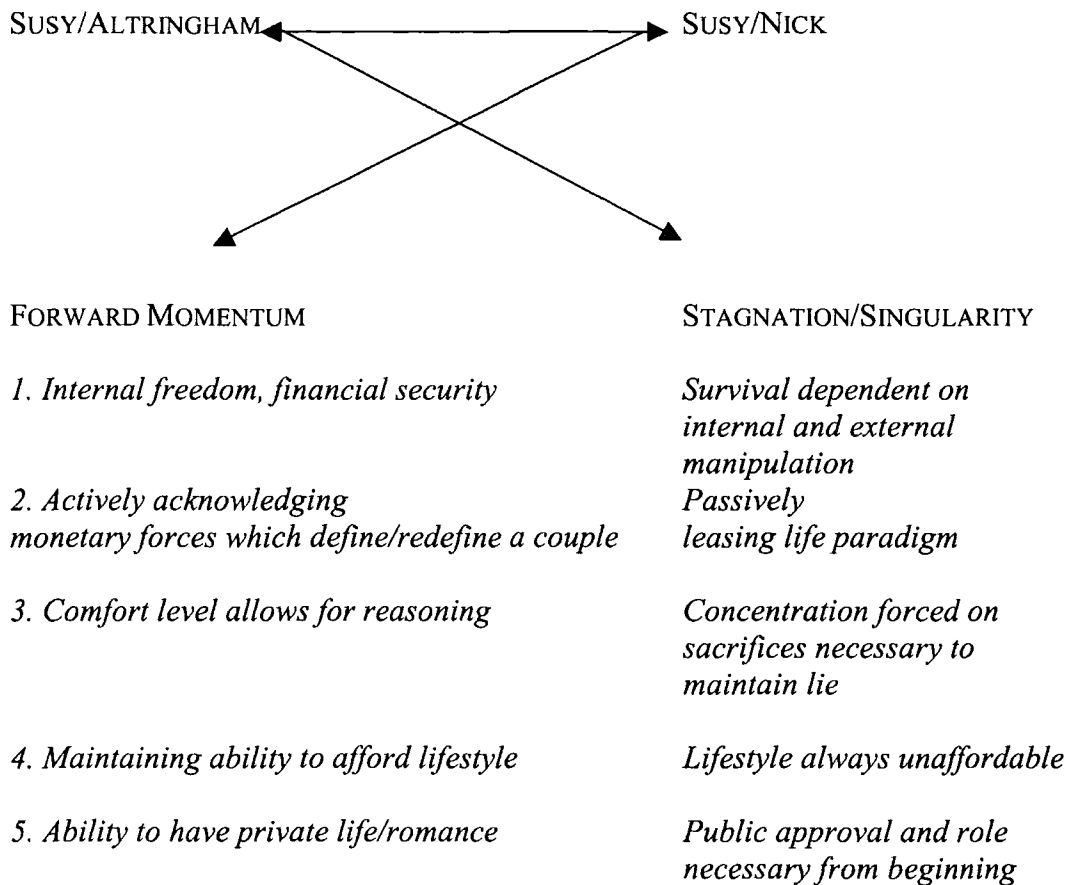 SUSY/ALTRINGHAM SUSY/NICK
FORWARD MOMENTUM STAGNATION/SINGULARITY
1. Internal freedom, financial security Survival dependent on
internal and external
manipulation
2. Actively acknowledging Passively
monetary forces which define/redefine a couple leasing life paradigm
3. Comfort level allows for reasoning Concentration forced on
sacrifices necessary to
maintain lie
4. Maintaining ability to afford lifestyle Lifestyle always unaffordable
5. Ability to have private life/romance Public approval and role
necessary from beginning